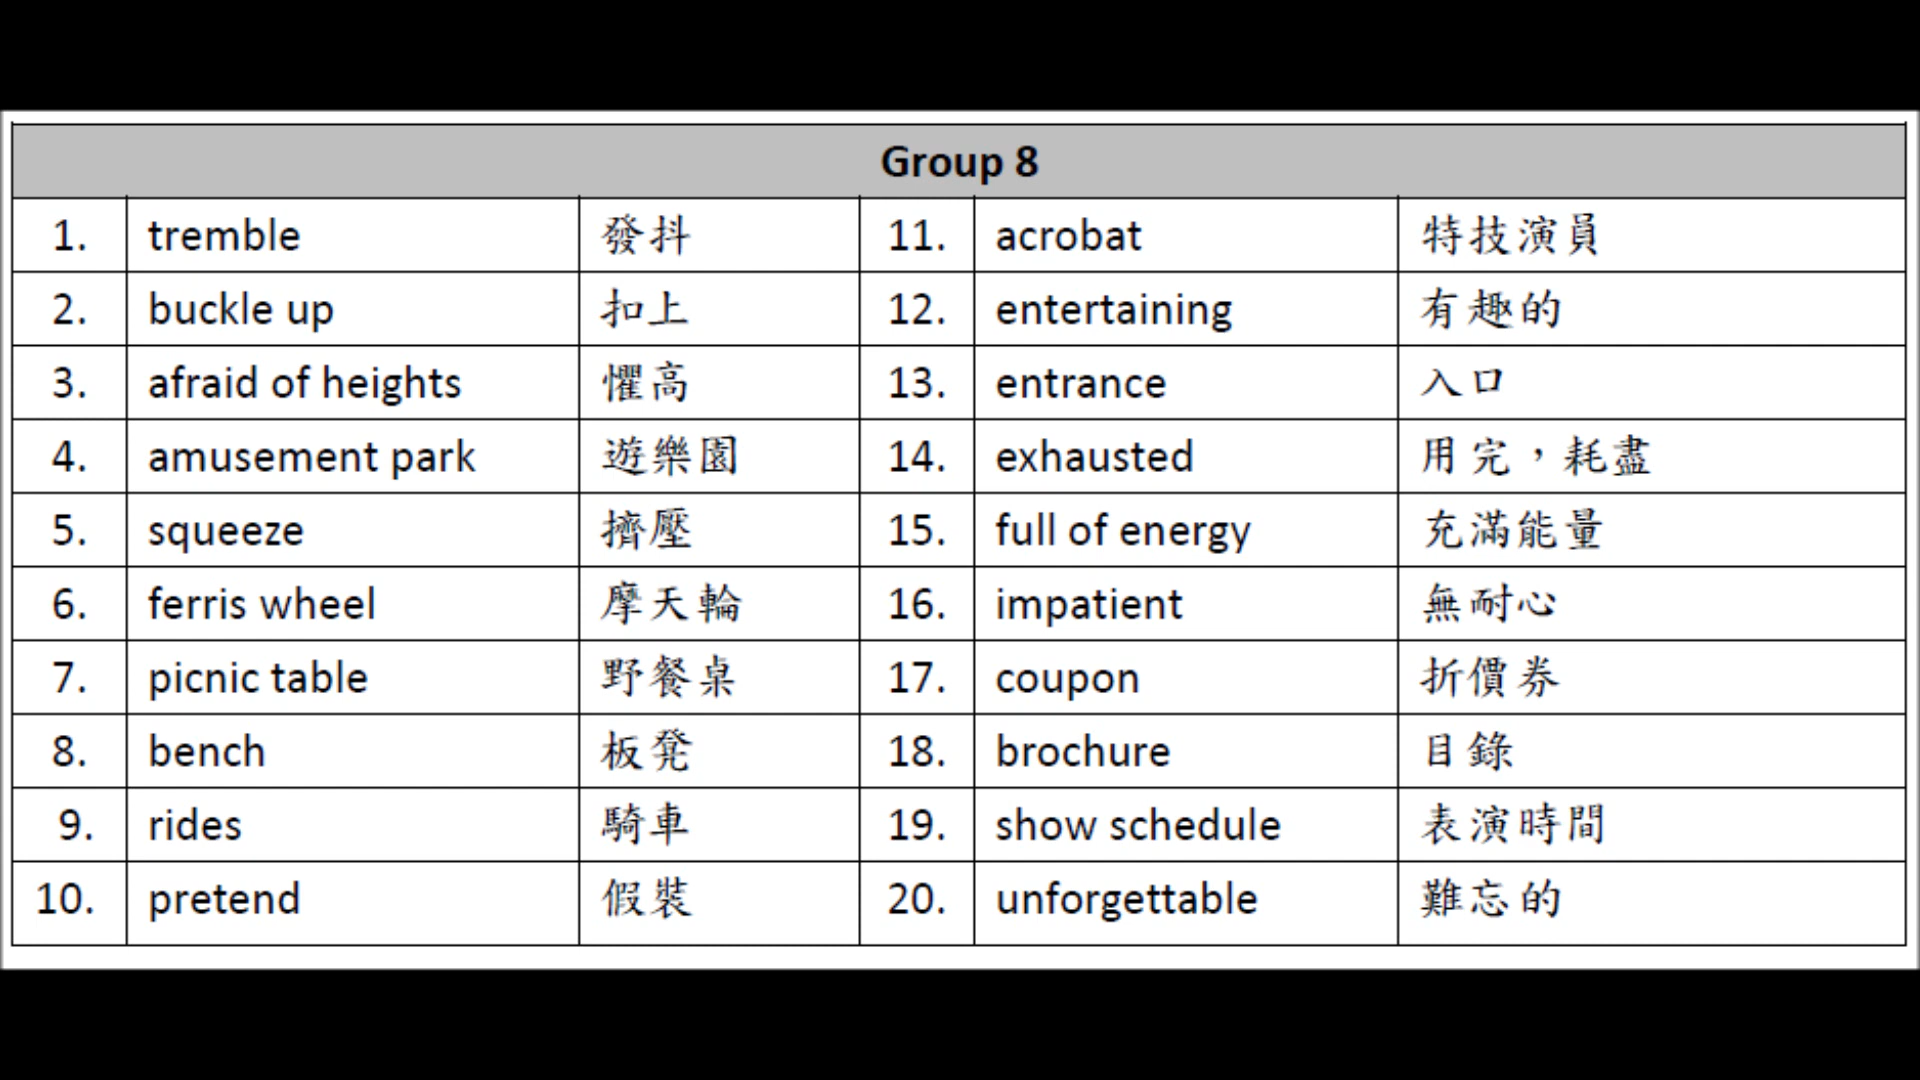 Group 8
1. tremble 發抖 11. acrobat 特技演員
2. buckle up 扣上 12. entertaining 有趣的
3. afraid of heights 懼高 13. entrance 入口
4. amusement park 遊樂園 14. exhausted 用完，耗盡
5. squeeze 擠壓 15. full of energy 充滿能量
6. ferris wheel 摩天輪 16. impatient 無耐心
7. picnic table 野餐桌 17. coupon 折價券
8. bench 板凳 18. brochure 目錄
9. rides 騎車 19. show schedule 表演時間
10. pretend 假裝 20. unforgettable 難忘的